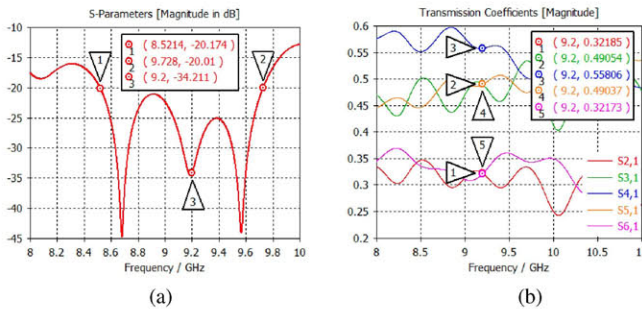 S-Parameters [Magnitude in dB]
-10
-15
-20
-25
-30
-35
-40
-45
8
8.2
8.4
8.6
8.8
9
9.2
9.4
9.6
9.8
10
Frequency / GHz
1
2
3
1 ( 8.5214, -20.174 )
2 ( 9.728, -20.01 )
3 ( 9.2, -34.211 )
(a)
Transmission Coefficients [Magnitude]
0.6
0.55
0.5
0.45
0.4
0.35
0.3
0.25
0.2
8
8.5
9
9.5
10
10.5
Frequency / GHz
3
2
4
5
1
1 ( 9.2, 0.32185 )
2 ( 9.2, 0.49054 )
3 ( 9.2, 0.55806 )
4 ( 9.2, 0.49037 )
5 ( 9.2, 0.32173 )
S2,1
S3,1
S4,1
S5,1
S6,1
(b)